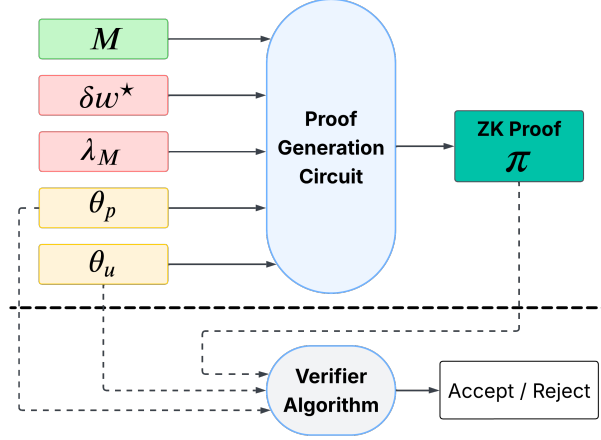 M
δw*
λ_M
θ_p
θ_u
Proof
Generation
Circuit
ZK Proof
π
Verifier
Algorithm
Accept / Reject